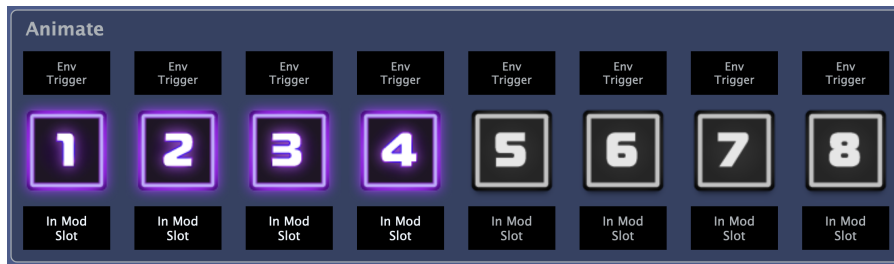 Animate
Env Trigger Env Trigger Env Trigger Env Trigger Env Trigger Env Trigger Env Trigger Env Trigger
1 2 3 4 5 6 7 8
In Mod Slot In Mod Slot In Mod Slot In Mod Slot In Mod Slot In Mod Slot In Mod Slot In Mod Slot